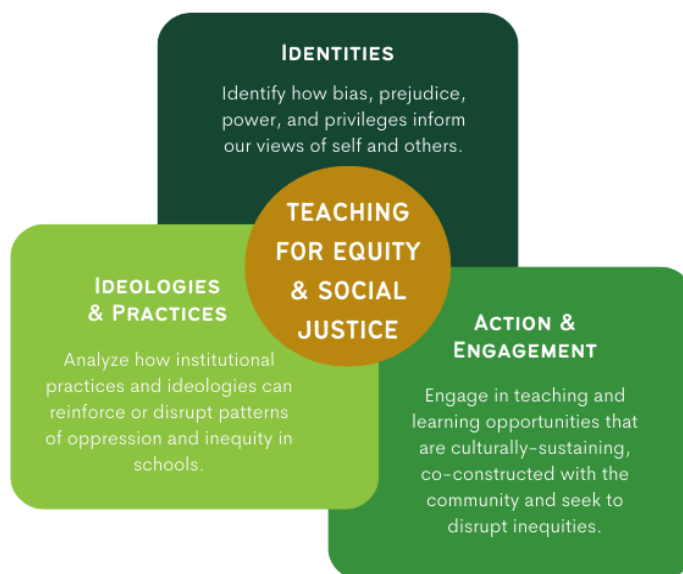 IDENTITIES
Identify how bias, prejudice,
power, and privileges inform
our views of self and others.
TEACHING
FOR EQUITY
& SOCIAL
JUSTICE
IDEOLOGIES
& PRACTICES
Analyze how institutional
practices and ideologies can
reinforce or disrupt patterns
of oppression and inequity in
schools.
ACTION &
ENGAGEMENT
Engage in teaching and
learning opportunities that
are culturally-sustaining,
co-constructed with the
community and seek to
disrupt inequities.